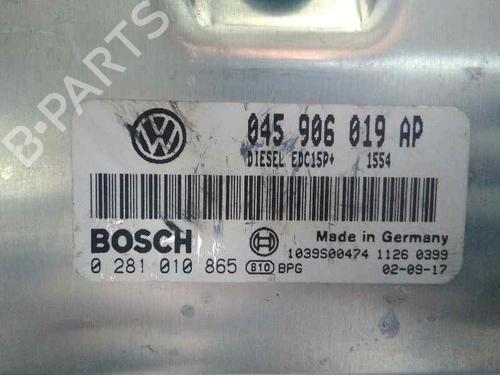 B-PARTS
045 906 019 AP
DIESEL EDC15P+ 1554
BOSCH
Made in Germany
1039S00474 1126 0399
0 281 010 865 810 BPG 02-09-17